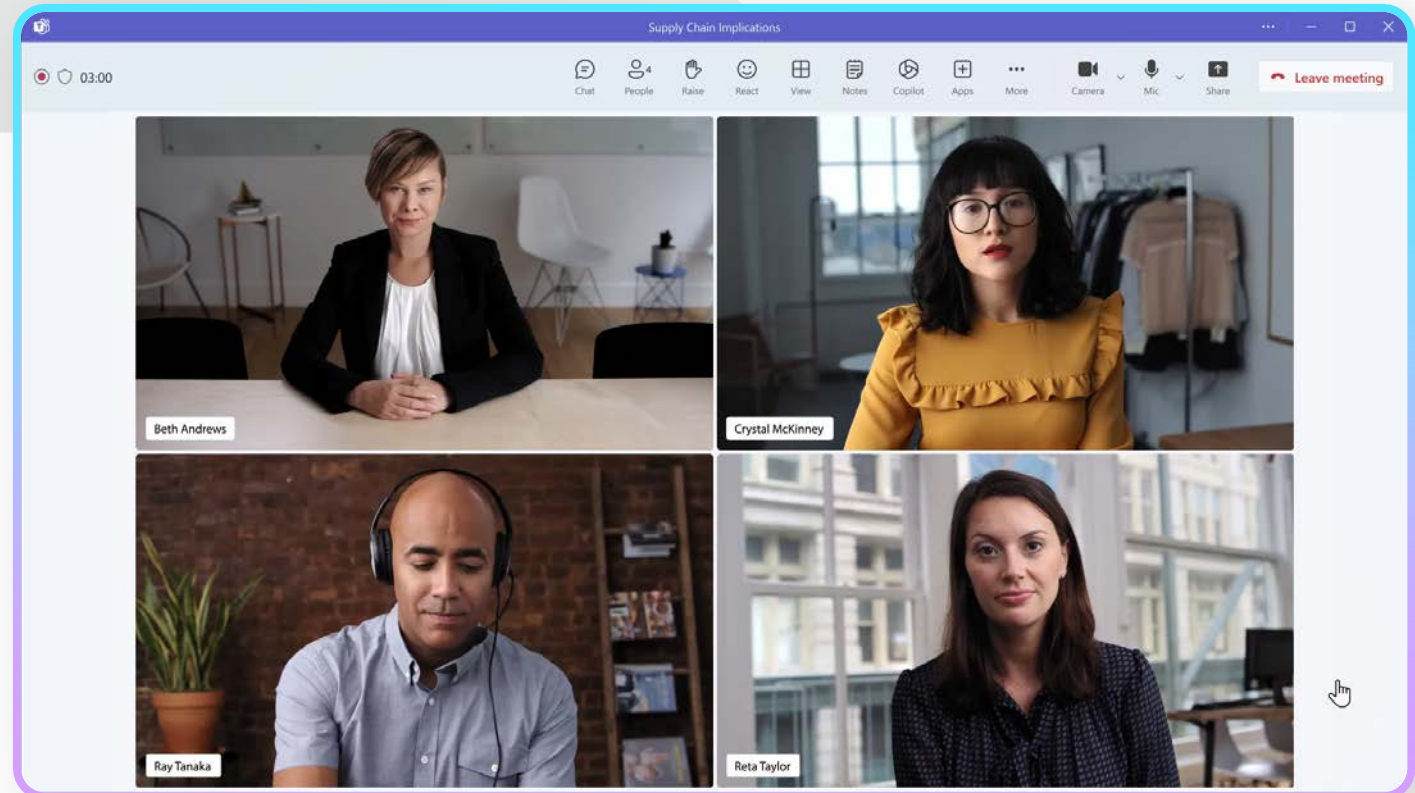 Supply Chain Implications
03:00
Chat
People 4
Raise
React
View
Notes
Copilot
Apps
More
Camera
Mic
Share
Leave meeting
Beth Andrews
Crystal McKinney
Ray Tanaka
Reta Taylor